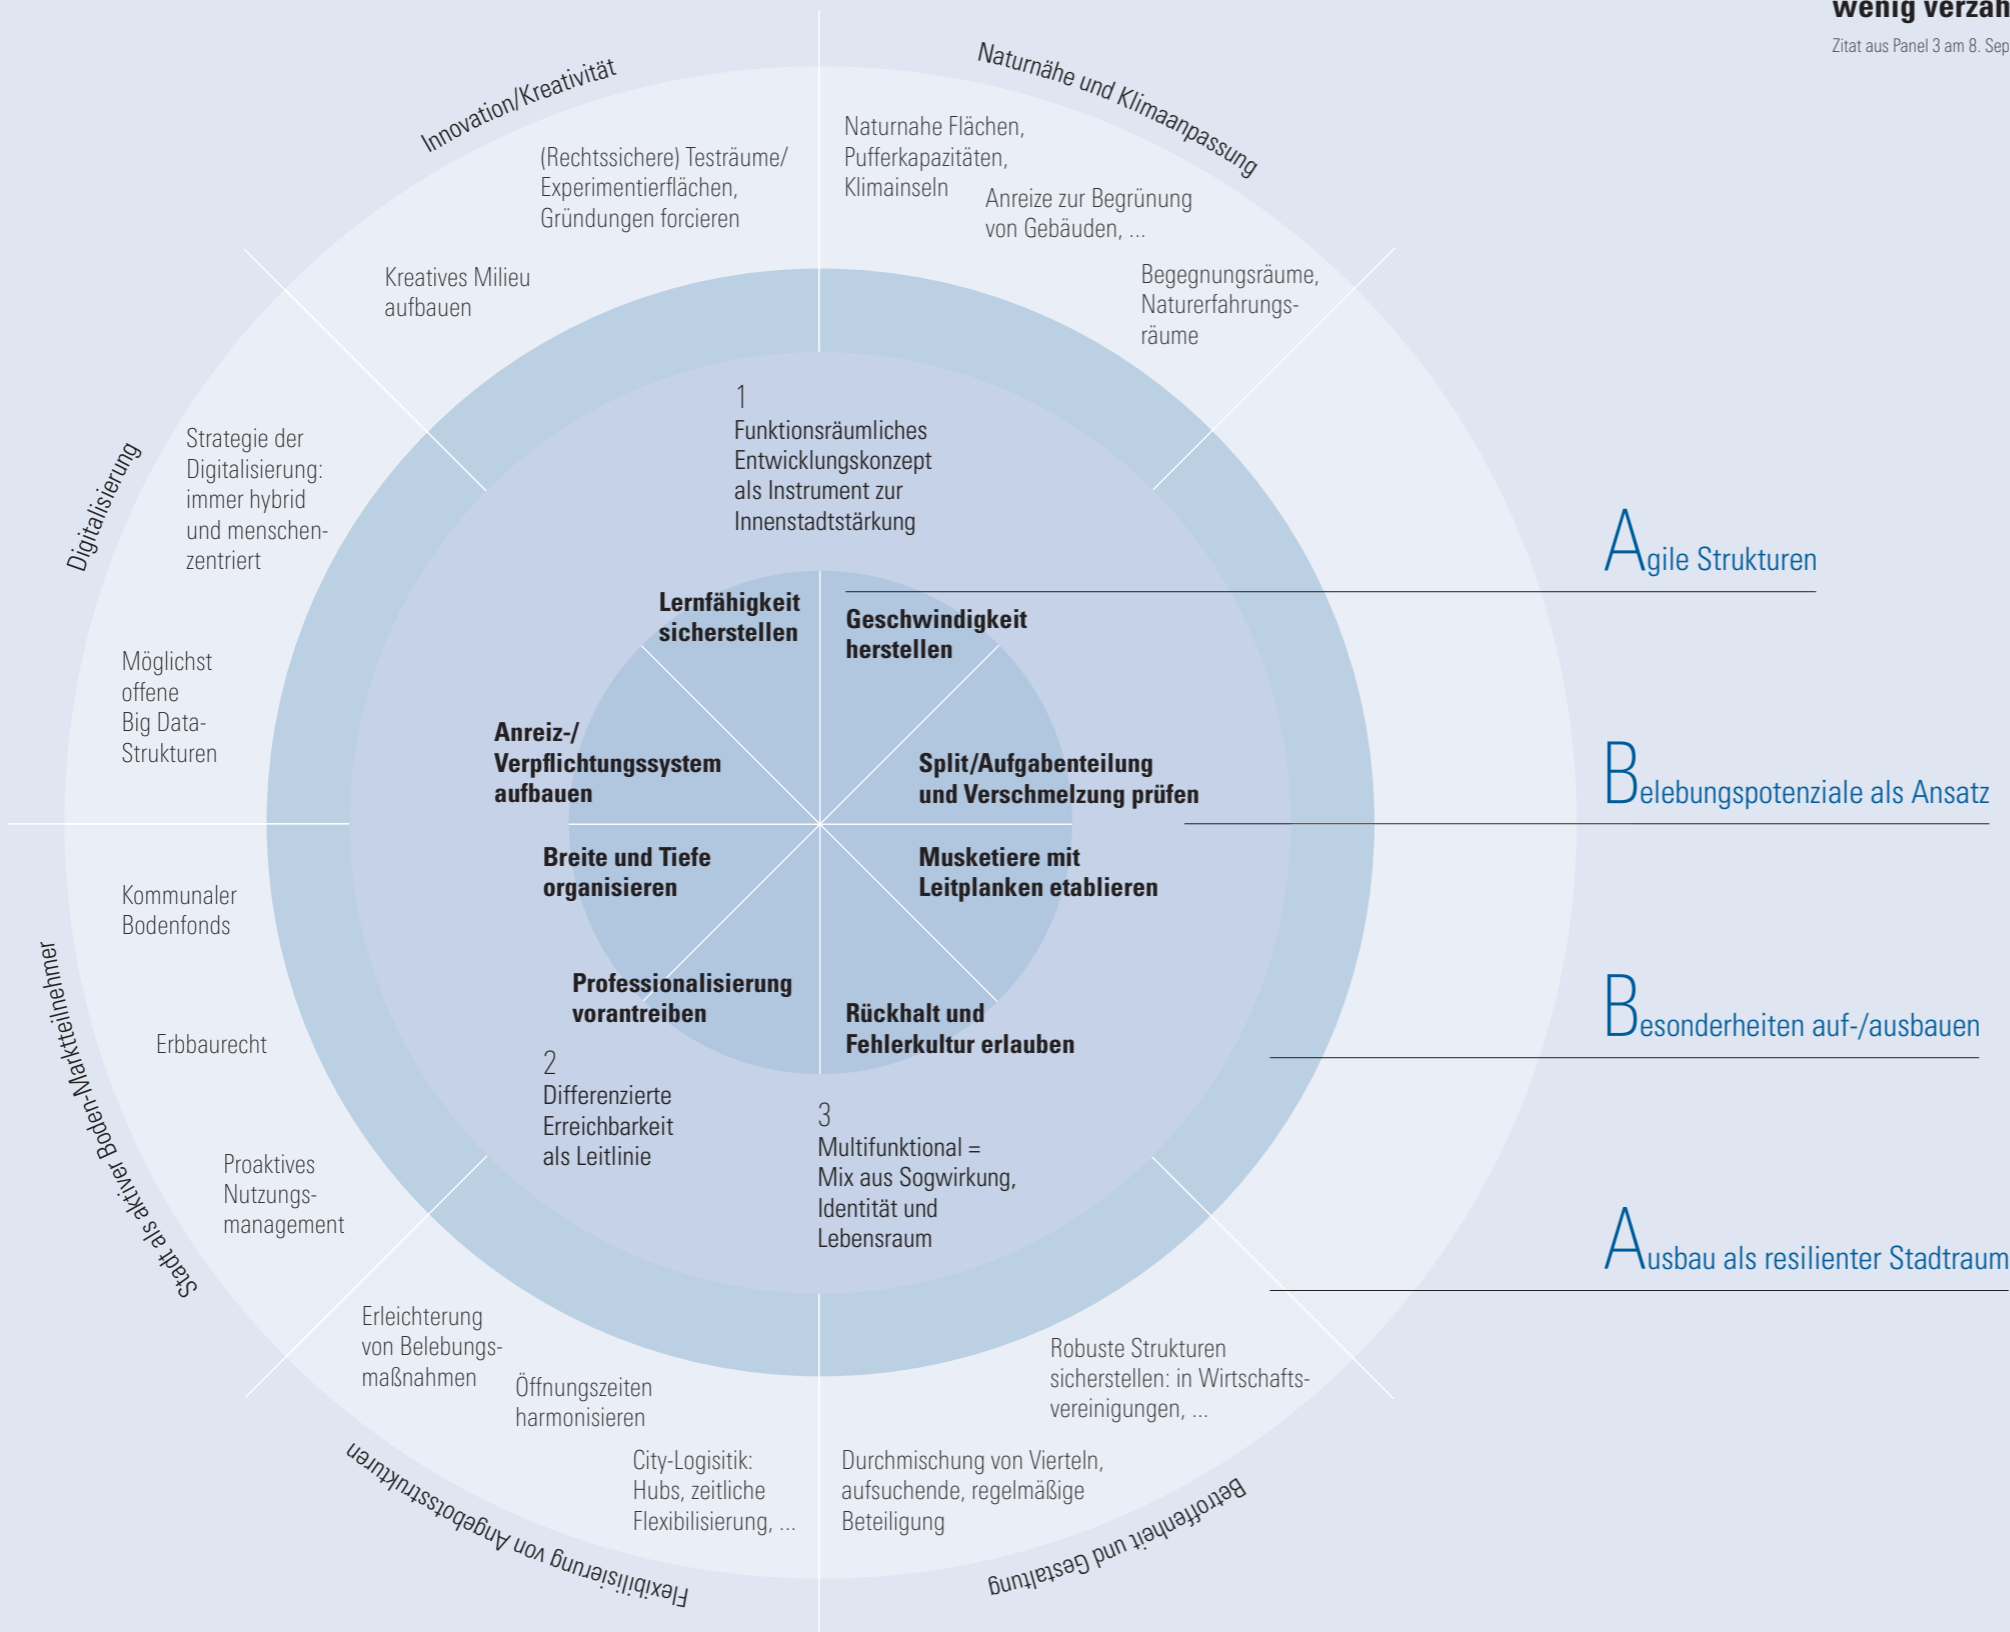 wenig verzah
Zitat aus Panel 3 am 8. Sep
Innovation/Kreativität
(Rechtssichere) Testräume/
Experimentierflächen,
Gründungen forcieren
Kreatives Milieu
aufbauen
Naturnähe und Klimaanpassung
Naturnahe Flächen,
Pufferkapazitäten,
Klimainseln
Anreize zur Begrünung
von Gebäuden, ...
Begegnungsräume,
Naturerfahrungs-
räume
Digitalisierung
Strategie der
Digitalisierung:
immer hybrid
und menschen-
zentriert
Möglichst
offene
Big Data-
Strukturen
1
Funktionsräumliches
Entwicklungskonzept
als Instrument zur
Innenstadtstärkung
Lernfähigkeit
sicherstellen
Geschwindigkeit
herstellen
Anreiz-/
Verpflichtungssystem
aufbauen
Split/Aufgabenteilung
und Verschmelzung prüfen
Breite und Tiefe
organisieren
Musketiere mit
Leitplanken etablieren
Professionalisierung
vorantreiben
Rückhalt und
Fehlerkultur erlauben
2
Differenzierte
Erreichbarkeit
als Leitlinie
3
Multifunktional =
Mix aus Sogwirkung,
Identität und
Lebensraum
Agile Strukturen
Belebungspotenziale als Ansatz
Besonderheiten auf-/ausbauen
Ausbau als resilienter Stadtraum
Stadt als aktiver Boden-Marktteilnehmer
Kommunaler
Bodenfonds
Erbbaurecht
Proaktives
Nutzungs-
management
Flexibilisierung von Angebotsstrukturen
Erleichterung
von Belebungs-
maßnahmen
Öffnungszeiten
harmonisieren
City-Logisitik:
Hubs, zeitliche
Flexibilisierung, ...
Betroffenheit und Gestaltung
Robuste Strukturen
sicherstellen: in Wirtschafts-
vereinigungen, ...
Durchmischung von Vierteln,
aufsuchende, regelmäßige
Beteiligung